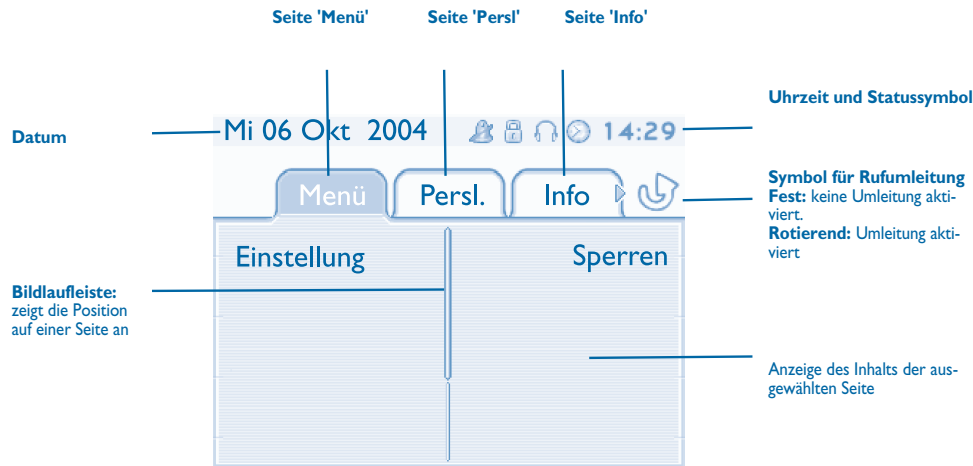 Seite 'Menü' Seite 'Persl' Seite 'Info'
Uhrzeit und Statussymbol
Datum
Mi 06 Okt 2004 14:29
Symbol für Rufumleitung
Fest: keine Umleitung akti-
viert.
Rotierend: Umleitung akti-
viert
Menü Persl. Info
Einstellung Sperren
Bildlaufleiste:
zeigt die Position
auf einer Seite an
Anzeige des Inhalts der aus-
gewählten Seite